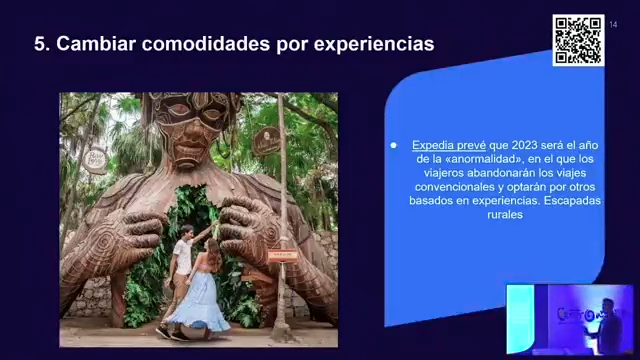 14
5. Cambiar comodidades por experiencias
Expedia prevé que 2023 será el año
de la «anormalidad», en el que los
viajeros abandonarán los viajes
convencionales y optarán por otros
basados en experiencias. Escapadas
rurales